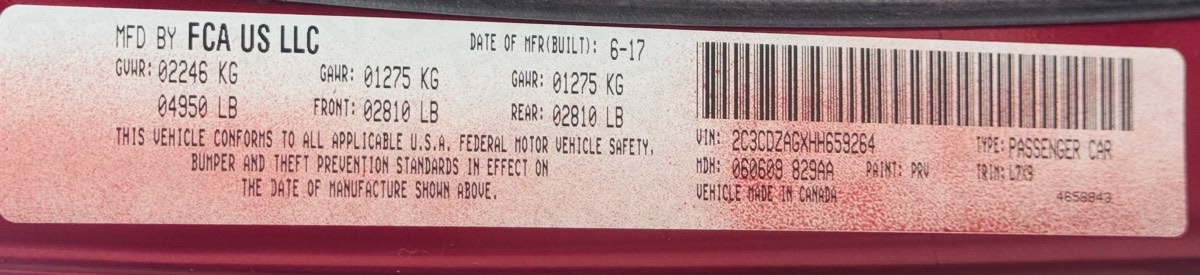 MFD BY FCA US LLC
DATE OF MFR(BUILT): 6-17
GVWR: 02246 KG
GAWR: 01275 KG
GAWR: 01275 KG
04950 LB
FRONT: 02810 LB
REAR: 02810 LB
THIS VEHICLE CONFORMS TO ALL APPLICABLE U.S.A. FEDERAL MOTOR VEHICLE SAFETY,
BUMPER AND THEFT PREVENTION STANDARDS IN EFFECT ON
THE DATE OF MANUFACTURE SHOWN ABOVE.
VIN: 2C3CDZAGXHH659264
TYPE: PASSENGER CAR
MDH: 060609 829AA
PAINT: PRV
TRIM: L7X9
VEHICLE MADE IN CANADA
4658843